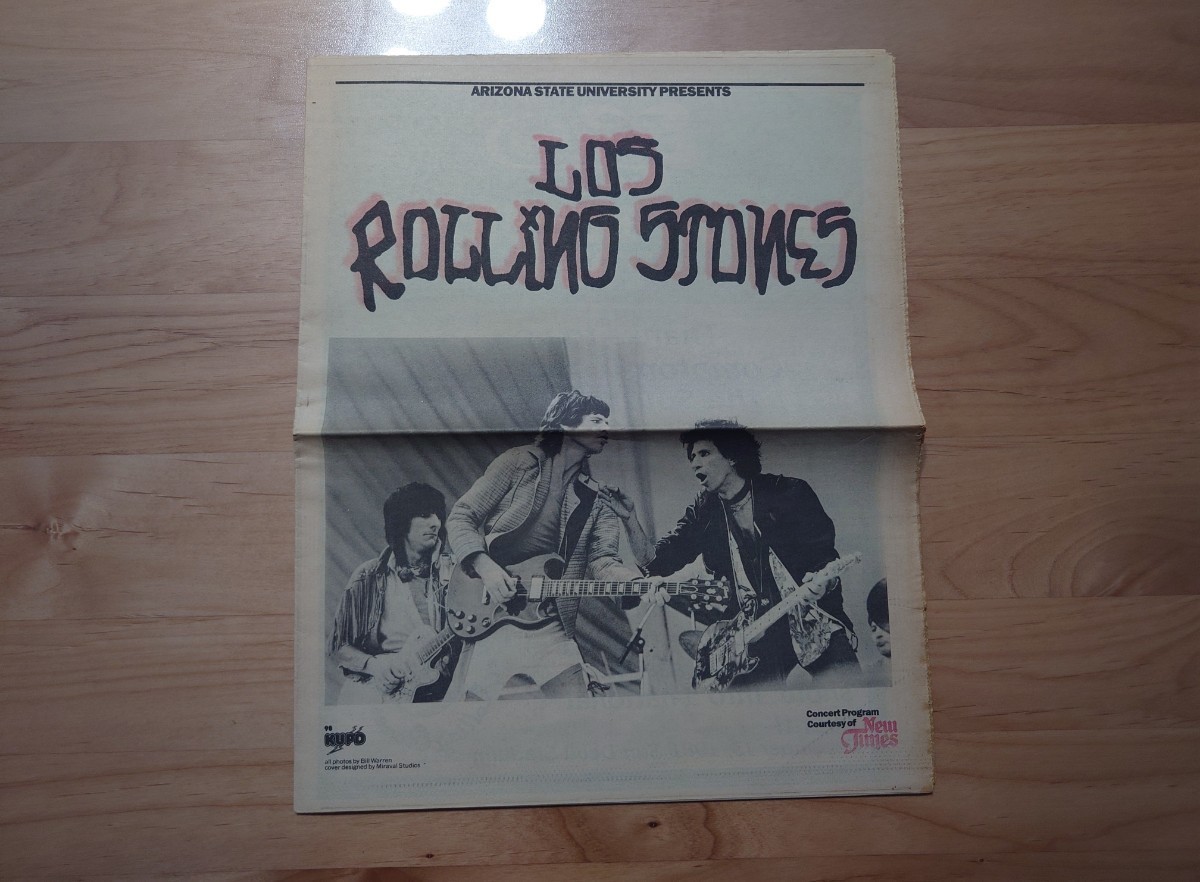 ARIZONA STATE UNIVERSITY PRESENTS
LOS
ROLLING STONES
98
KUPD
all photos by Bill Warren
cover designed by Miraval Studios
Concert Program
Courtesy of New
Times